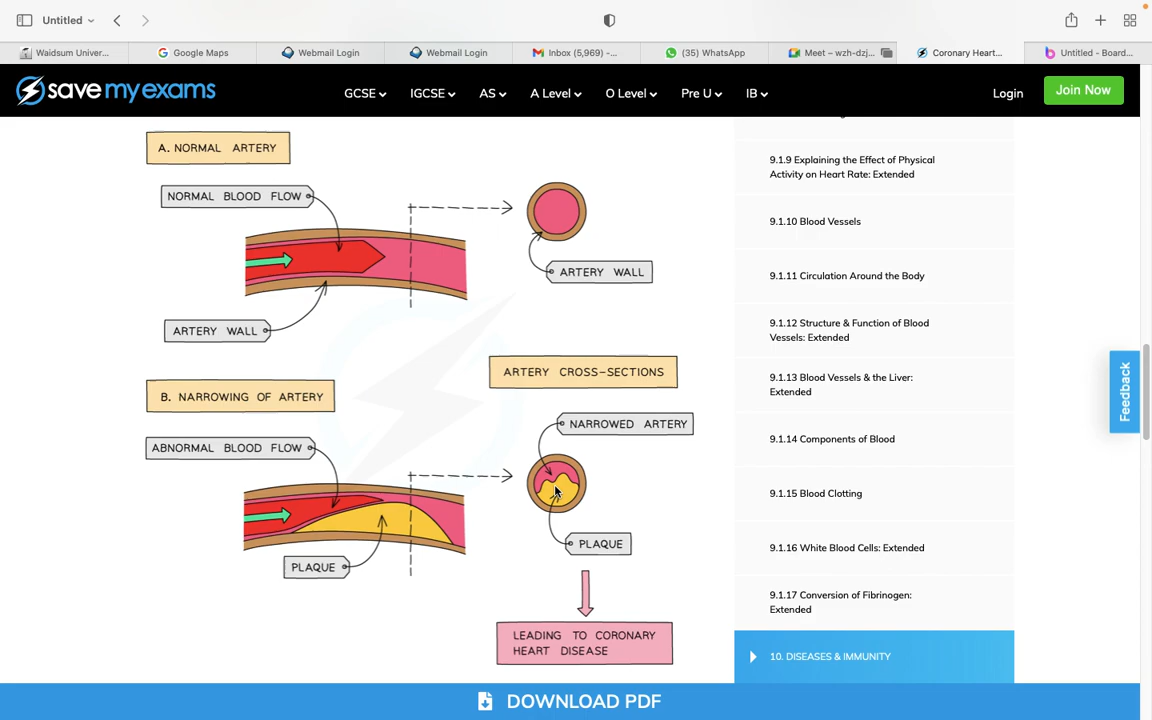 Untitled
Waidsum Univer...
Google Maps
Webmail Login
Webmail Login
Inbox (5,969) –...
(35) WhatsApp
Meet – wzh-dzj...
Coronary Heart...
Untitled - Board...
save my exams
GCSE
IGCSE
AS
A Level
O Level
Pre U
IB
Login
Join Now
A. NORMAL ARTERY
NORMAL BLOOD FLOW
ARTERY WALL
ARTERY WALL
ARTERY CROSS-SECTIONS
B. NARROWING OF ARTERY
NARROWED ARTERY
ABNORMAL BLOOD FLOW
PLAQUE
PLAQUE
LEADING TO CORONARY
HEART DISEASE
9.1.9 Explaining the Effect of Physical
Activity on Heart Rate: Extended
9.1.10 Blood Vessels
9.1.11 Circulation Around the Body
9.1.12 Structure & Function of Blood
Vessels: Extended
9.1.13 Blood Vessels & the Liver:
Extended
9.1.14 Components of Blood
9.1.15 Blood Clotting
9.1.16 White Blood Cells: Extended
9.1.17 Conversion of Fibrinogen:
Extended
10. DISEASES & IMMUNITY
Feedback
DOWNLOAD PDF